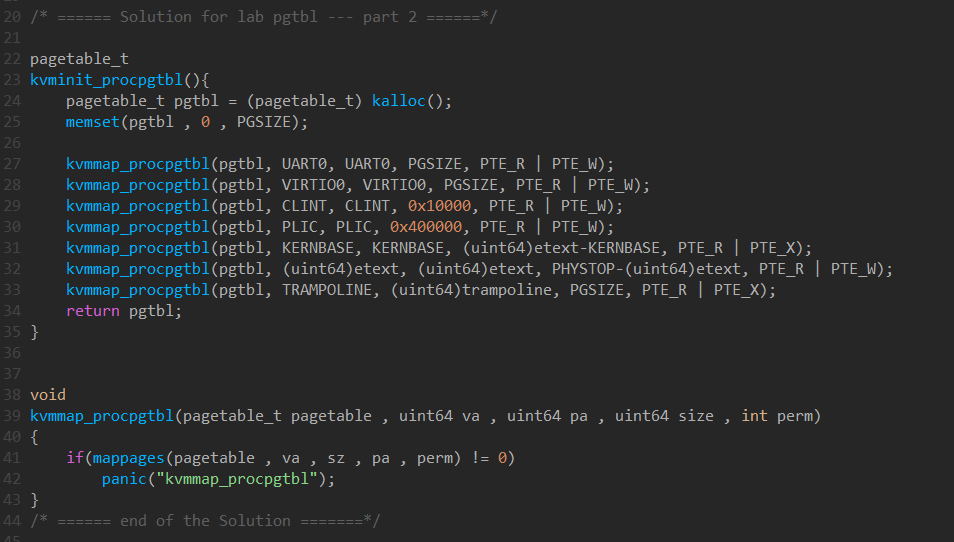 20 /* ====== Solution for lab pgtbl --- part 2 ======*/
21
22 pagetable_t
23 kvminit_procpgtbl(){
24     pagetable_t pgtbl = (pagetable_t) kalloc();
25     memset(pgtbl , 0 , PGSIZE);
26
27     kvmmap_procpgtbl(pgtbl, UART0, UART0, PGSIZE, PTE_R | PTE_W);
28     kvmmap_procpgtbl(pgtbl, VIRTIO0, VIRTIO0, PGSIZE, PTE_R | PTE_W);
29     kvmmap_procpgtbl(pgtbl, CLINT, CLINT, 0x10000, PTE_R | PTE_W);
30     kvmmap_procpgtbl(pgtbl, PLIC, PLIC, 0x400000, PTE_R | PTE_W);
31     kvmmap_procpgtbl(pgtbl, KERNBASE, KERNBASE, (uint64)etext-KERNBASE, PTE_R | PTE_X);
32     kvmmap_procpgtbl(pgtbl, (uint64)etext, (uint64)etext, PHYSTOP-(uint64)etext, PTE_R | PTE_W);
33     kvmmap_procpgtbl(pgtbl, TRAMPOLINE, (uint64)trampoline, PGSIZE, PTE_R | PTE_X);
34     return pgtbl;
35 }
36
37
38 void
39 kvmmap_procpgtbl(pagetable_t pagetable , uint64 va , uint64 pa , uint64 size , int perm)
40 {
41     if(mappages(pagetable , va , sz , pa , perm) != 0)
42         panic("kvmmap_procpgtbl");
43 }
44 /* ====== end of the Solution =======*/